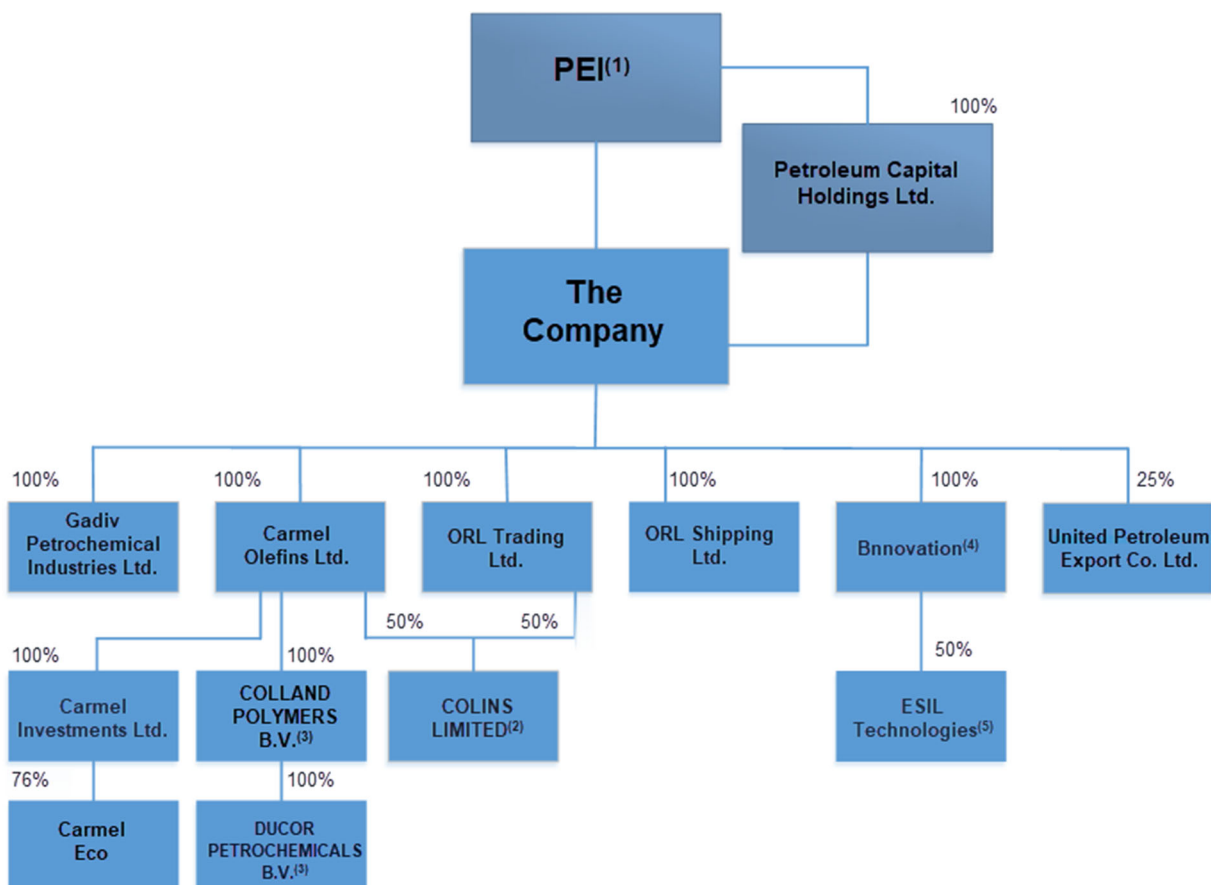 PEI(1)
100%
Petroleum Capital
Holdings Ltd.
The
Company
100%
100%
100%
100%
100%
25%
Gadiv
Petrochemical
Industries Ltd.
Carmel
Olefins Ltd.
ORL Trading
Ltd.
ORL Shipping
Ltd.
Bnnovation(4)
United Petroleum
Export Co. Ltd.
50%
50%
100%
100%
50%
Carmel
Investments Ltd.
COLLAND
POLYMERS
B.V.(3)
COLINS
LIMITED(2)
ESIL
Technologies(5)
76%
100%
Carmel
Eco
DUCOR
PETROCHEMICALS
B.V.(3)